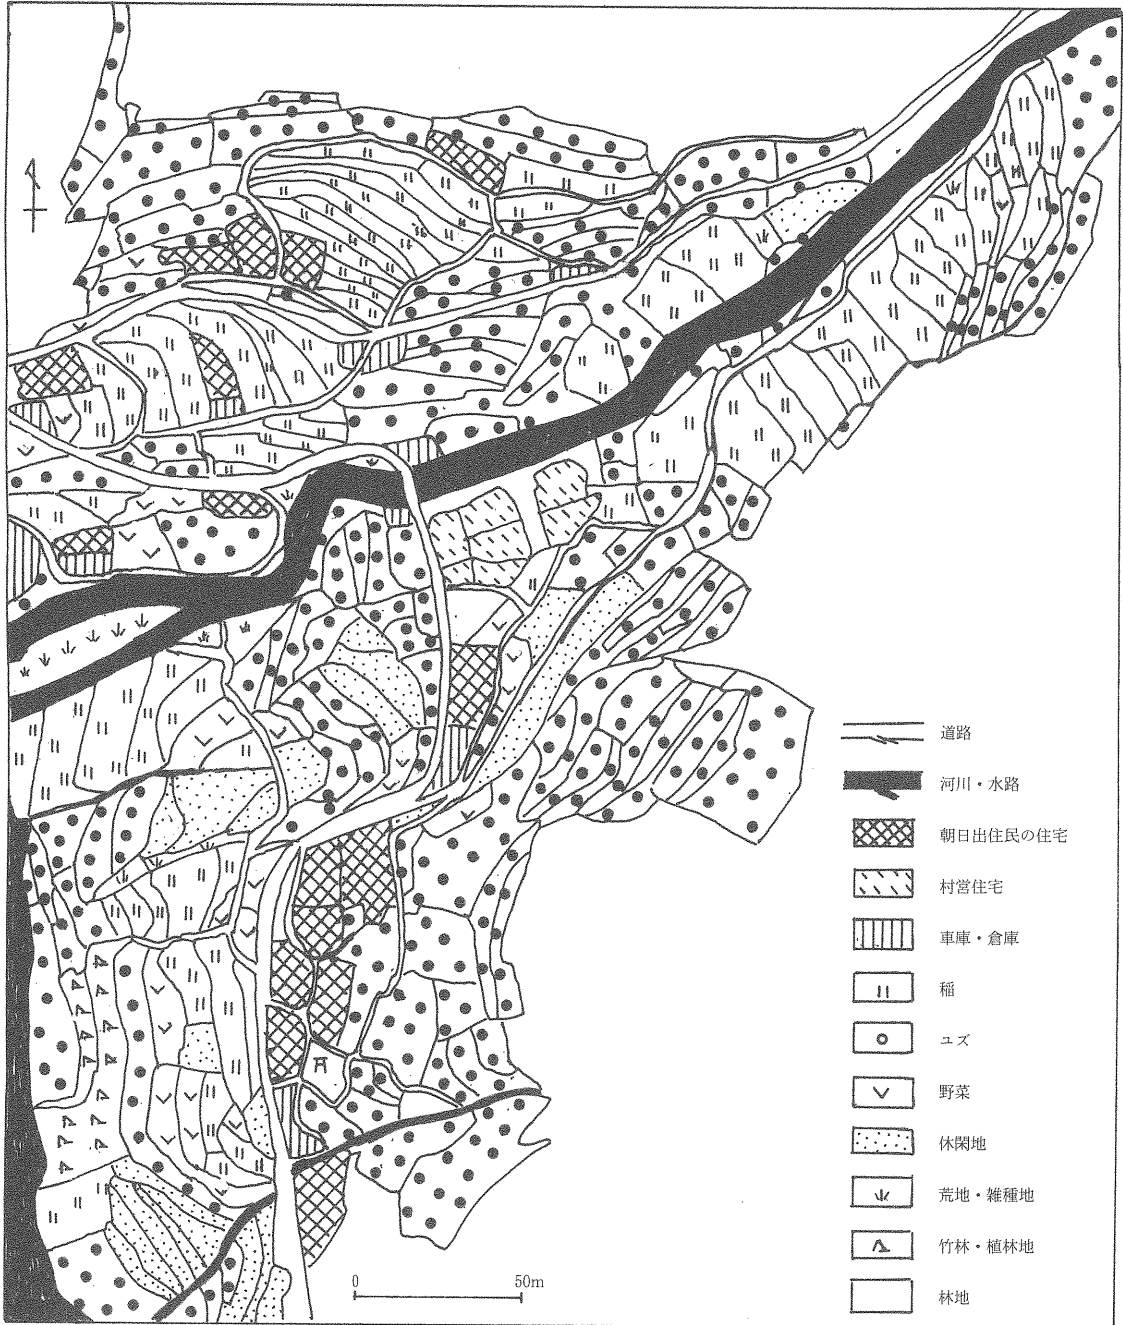 道路
河川・水路
朝日出住民の住宅
村営住宅
車庫・倉庫
稲
ユズ
野菜
休閑地
荒地・雑種地
竹林・植林地
林地
0 50m